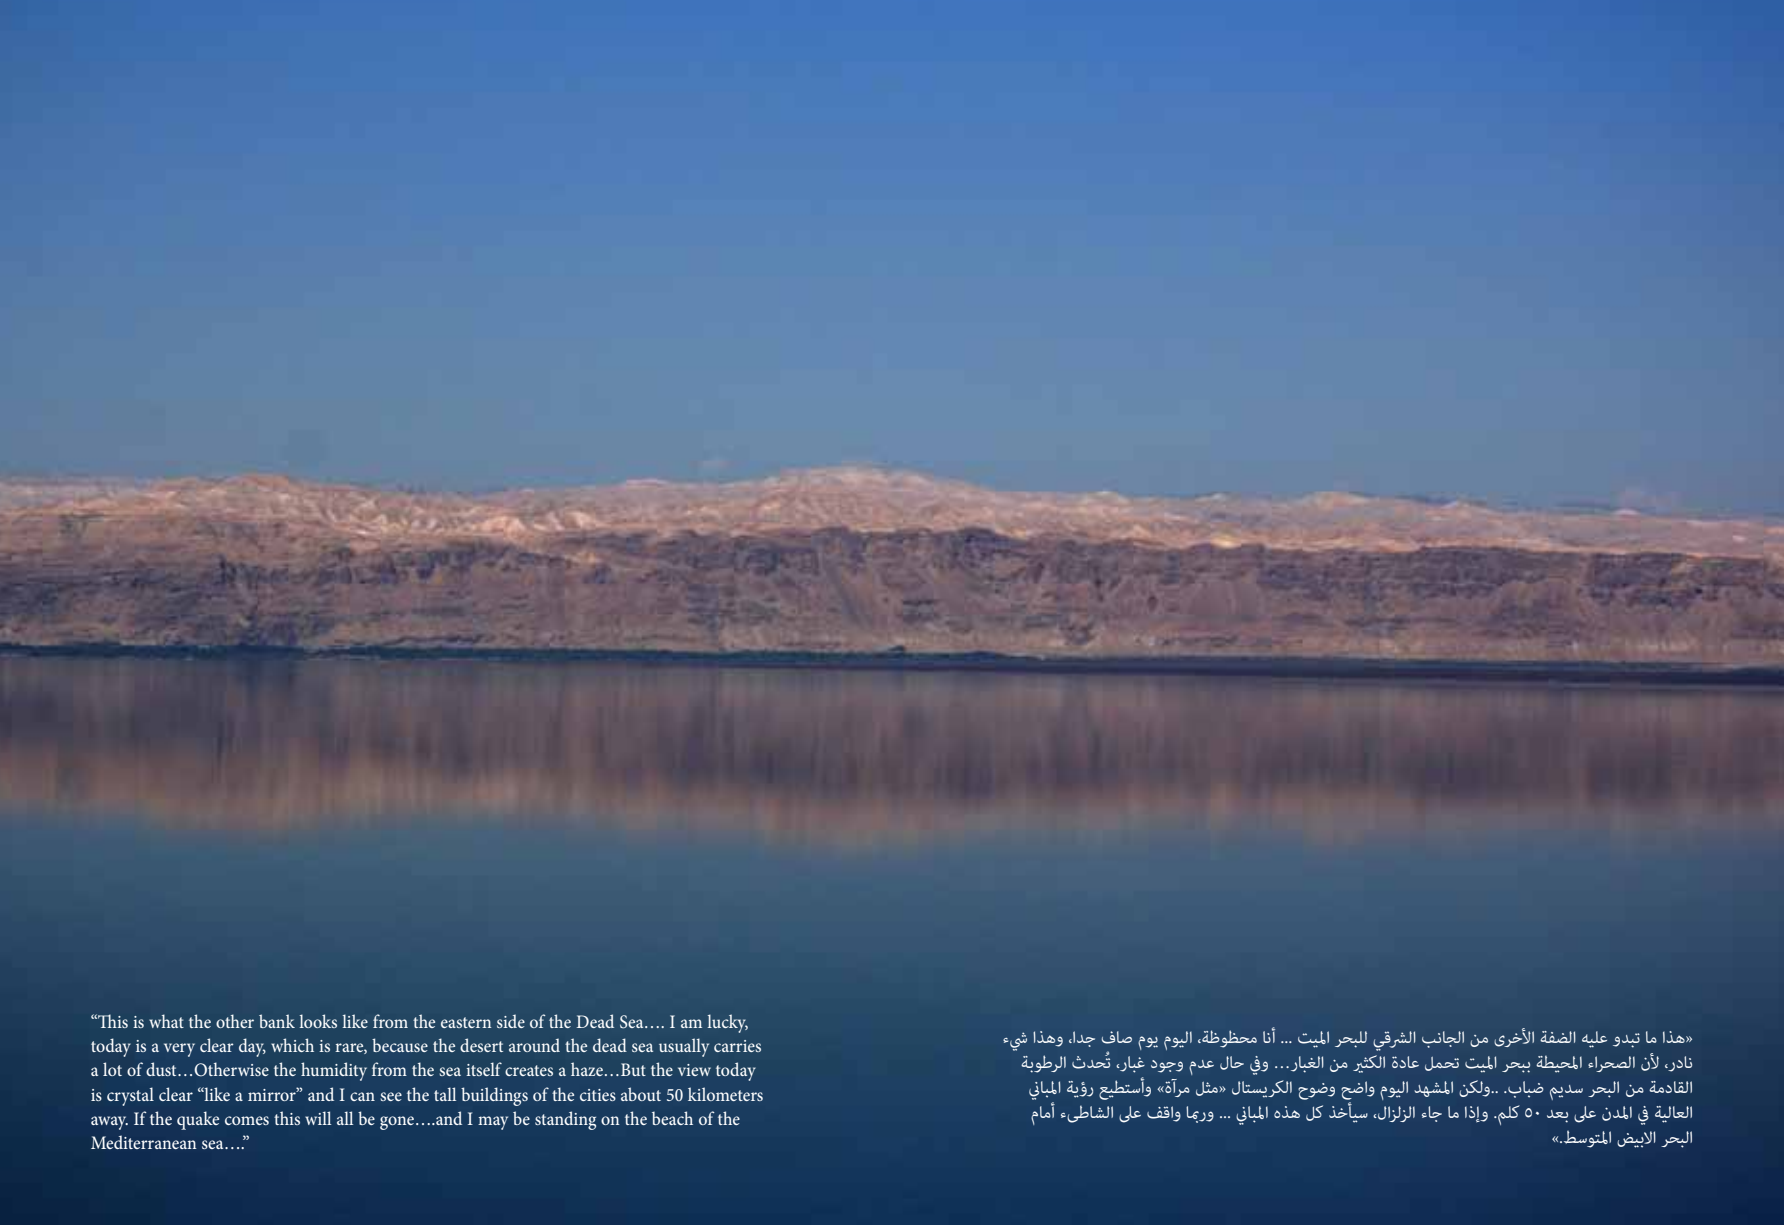 “This is what the other bank looks like from the eastern side of the Dead Sea…. I am lucky,
today is a very clear day, which is rare, because the desert around the dead sea usually carries
a lot of dust…Otherwise the humidity from the sea itself creates a haze…But the view today
is crystal clear “like a mirror” and I can see the tall buildings of the cities about 50 kilometers
away. If the quake comes this will all be gone….and I may be standing on the beach of the
Mediterranean sea….”
«هذا ما تبدو عليه الضفة الأخرى من الجانب الشرقي للبحر الميت ... أنا محظوظة، اليوم يوم صاف جدا، وهذا شيء
نادر، لأن الصحراء المحيطة ببحر الميت تحمل عادة الكثير من الغبار… وفي حال عدم وجود غبار، تُحدث الرطوبة
القادمة من البحر سديم ضباب. ..ولكن المشهد اليوم واضح وضوح الكريستال «مثل مرآة» وأستطيع رؤية المباني
العالية في المدن على بعد ٥٠ كلم. وإذا ما جاء الزلزال، سيأخذ كل هذه المباني ... وربما واقف على الشاطىء أمام
البحر الابيض المتوسط.»